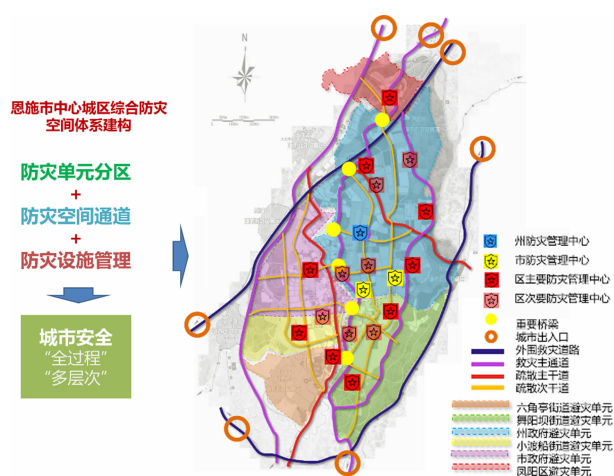 恩施市中心城区综合防灾
空间体系建构
防灾单元分区
+
防灾空间通道
+
防灾设施管理
城市安全
“全过程”
“多层次”
N
州防灾管理中心
市防灾管理中心
区主要防灾管理中心
区次要防灾管理中心
重要桥梁
城市出入口
外围救灾道路
救灾主通道
疏散主干道
疏散次干道
六角亭街道避灾单元
舞阳坝街道避灾单元
州政府避灾单元
小渡船街道避灾单元
市政府避灾单元
凤阳区避灾单元